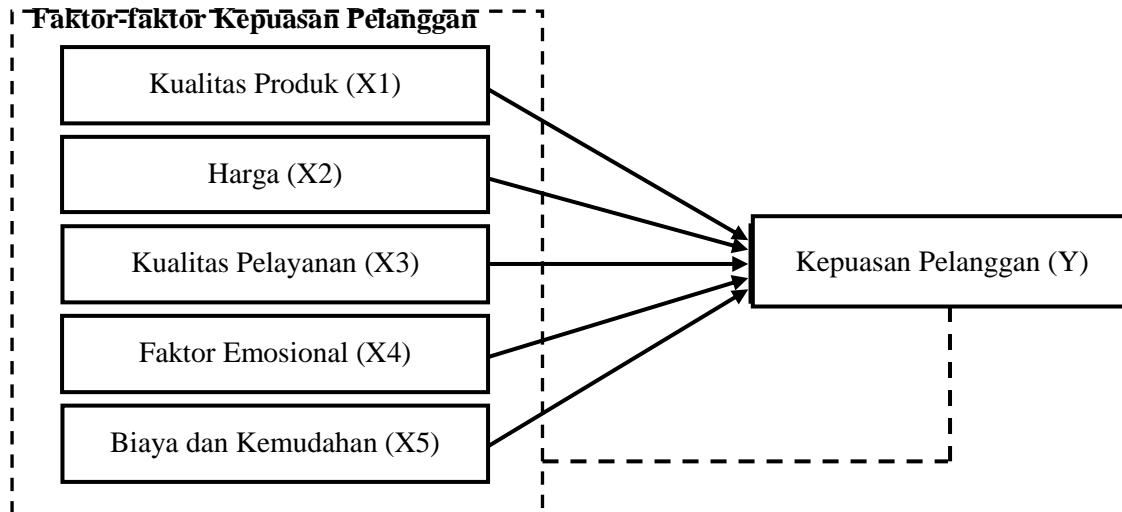 Faktor-faktor Kepuasan Pelanggan
Kualitas Produk (X1)
Harga (X2)
Kualitas Pelayanan (X3)
Faktor Emosional (X4)
Biaya dan Kemudahan (X5)
Kepuasan Pelanggan (Y)